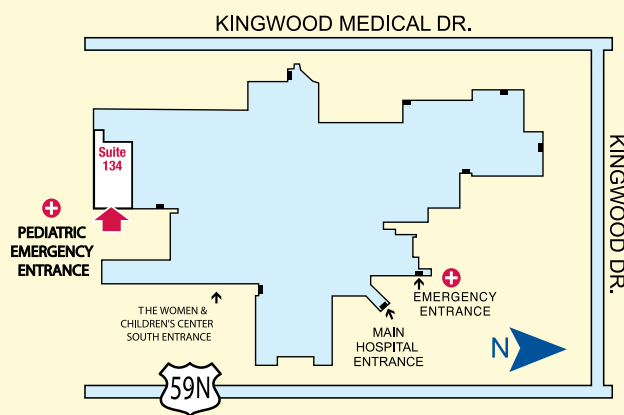 KINGWOOD MEDICAL DR.
Suite
134
KINGWOOD DR.
PEDIATRIC
EMERGENCY
ENTRANCE
THE WOMEN &
CHILDREN'S CENTER
SOUTH ENTRANCE
MAIN
HOSPITAL
ENTRANCE
EMERGENCY
ENTRANCE
N
59N